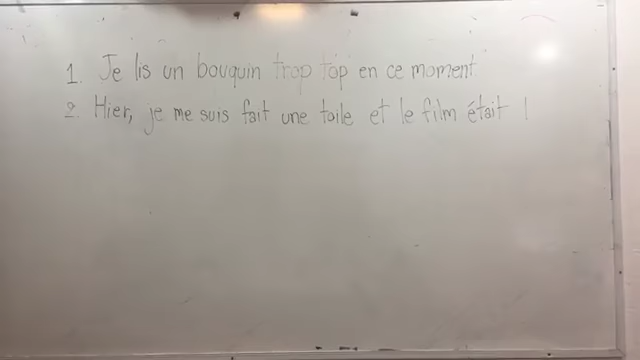 1. Je lis un bouquin trop top en ce moment.
2. Hier, je me suis fait une toile et le film était !